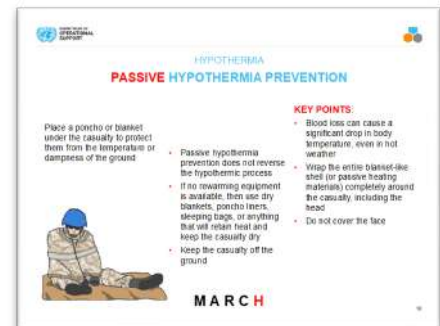 OPERATIONAL
SUPPORT
HYPOTHERMIA
PASSIVE HYPOTHERMIA PREVENTION
Place a poncho or blanket
under the casualty to protect
them from the temperature or
dampness of the ground
• Passive hypothermia
prevention does not reverse
the hypothermic process
• If no rewarming equipment
is available, then use dry
blankets, poncho liners,
sleeping bags, or anything
that will retain heat and
keep the casualty dry
• Keep the casualty off the
ground
KEY POINTS:
• Blood loss can cause a
significant drop in body
temperature, even in hot
weather
• Wrap the entire blanket-like
shell (or passive heating
materials) completely around
the casualty, including the
head
• Do not cover the face
MARCH